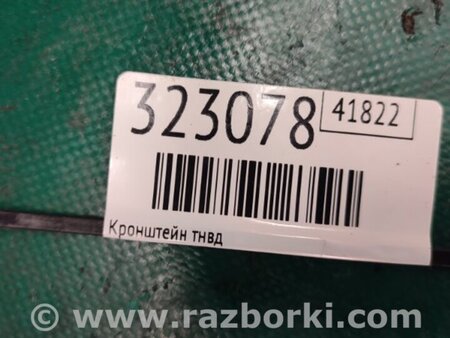 323078
41822
Кронштейн тнвд
© www.razborki.com